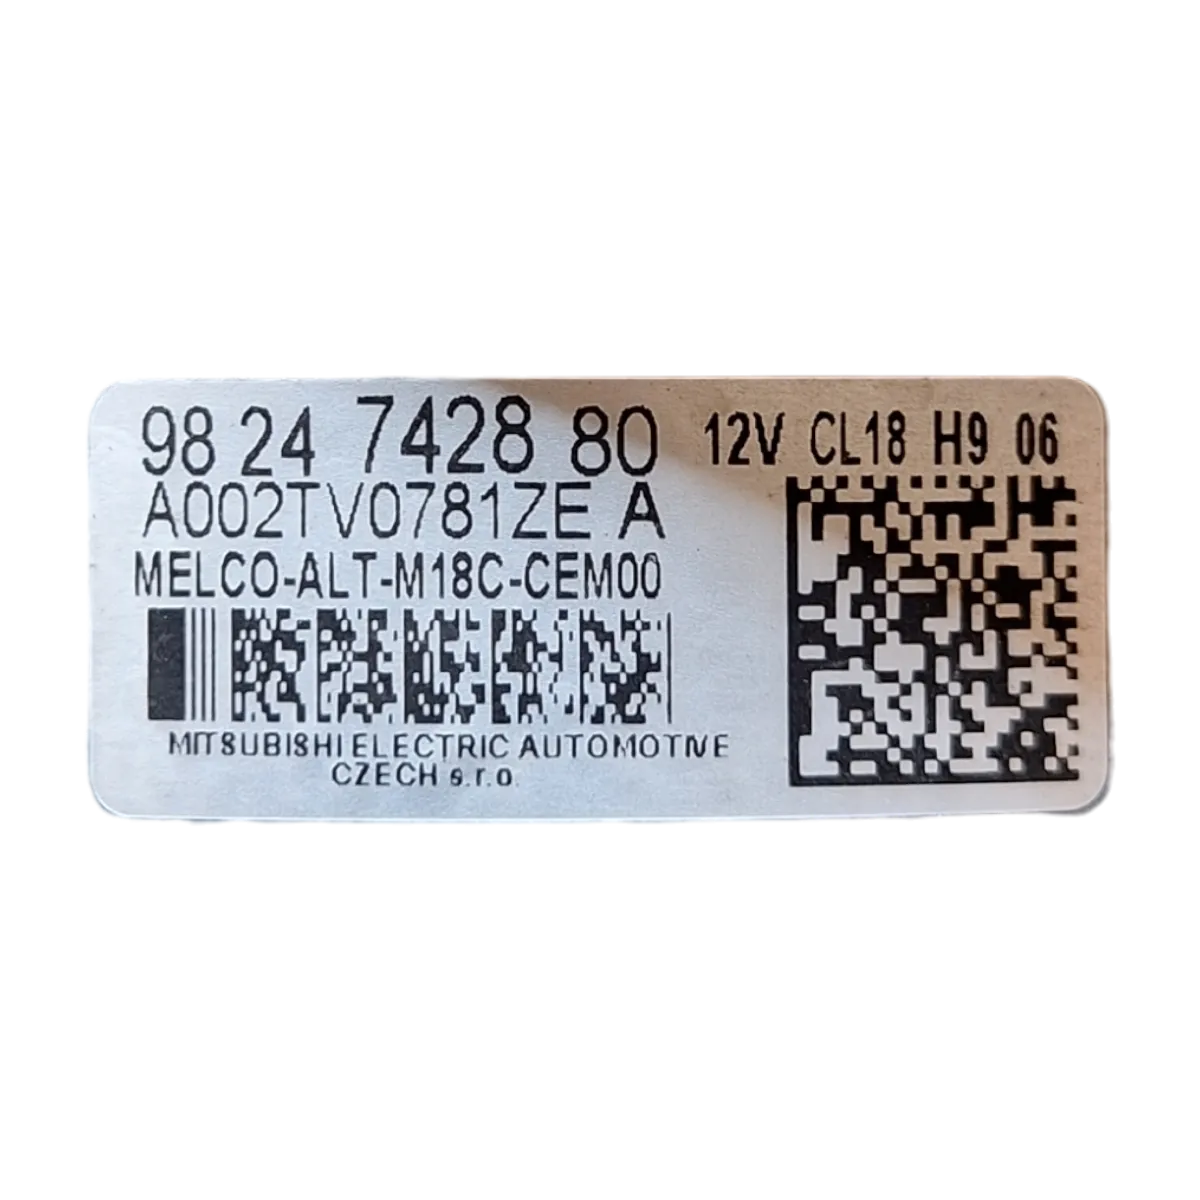 98 24 7428 80 12V CL18 H9 06
A002TV0781ZE A
MELCO-ALT-M18C-CEM00
MITSUBISHI ELECTRIC AUTOMOTIVE
CZECH s.r.o.